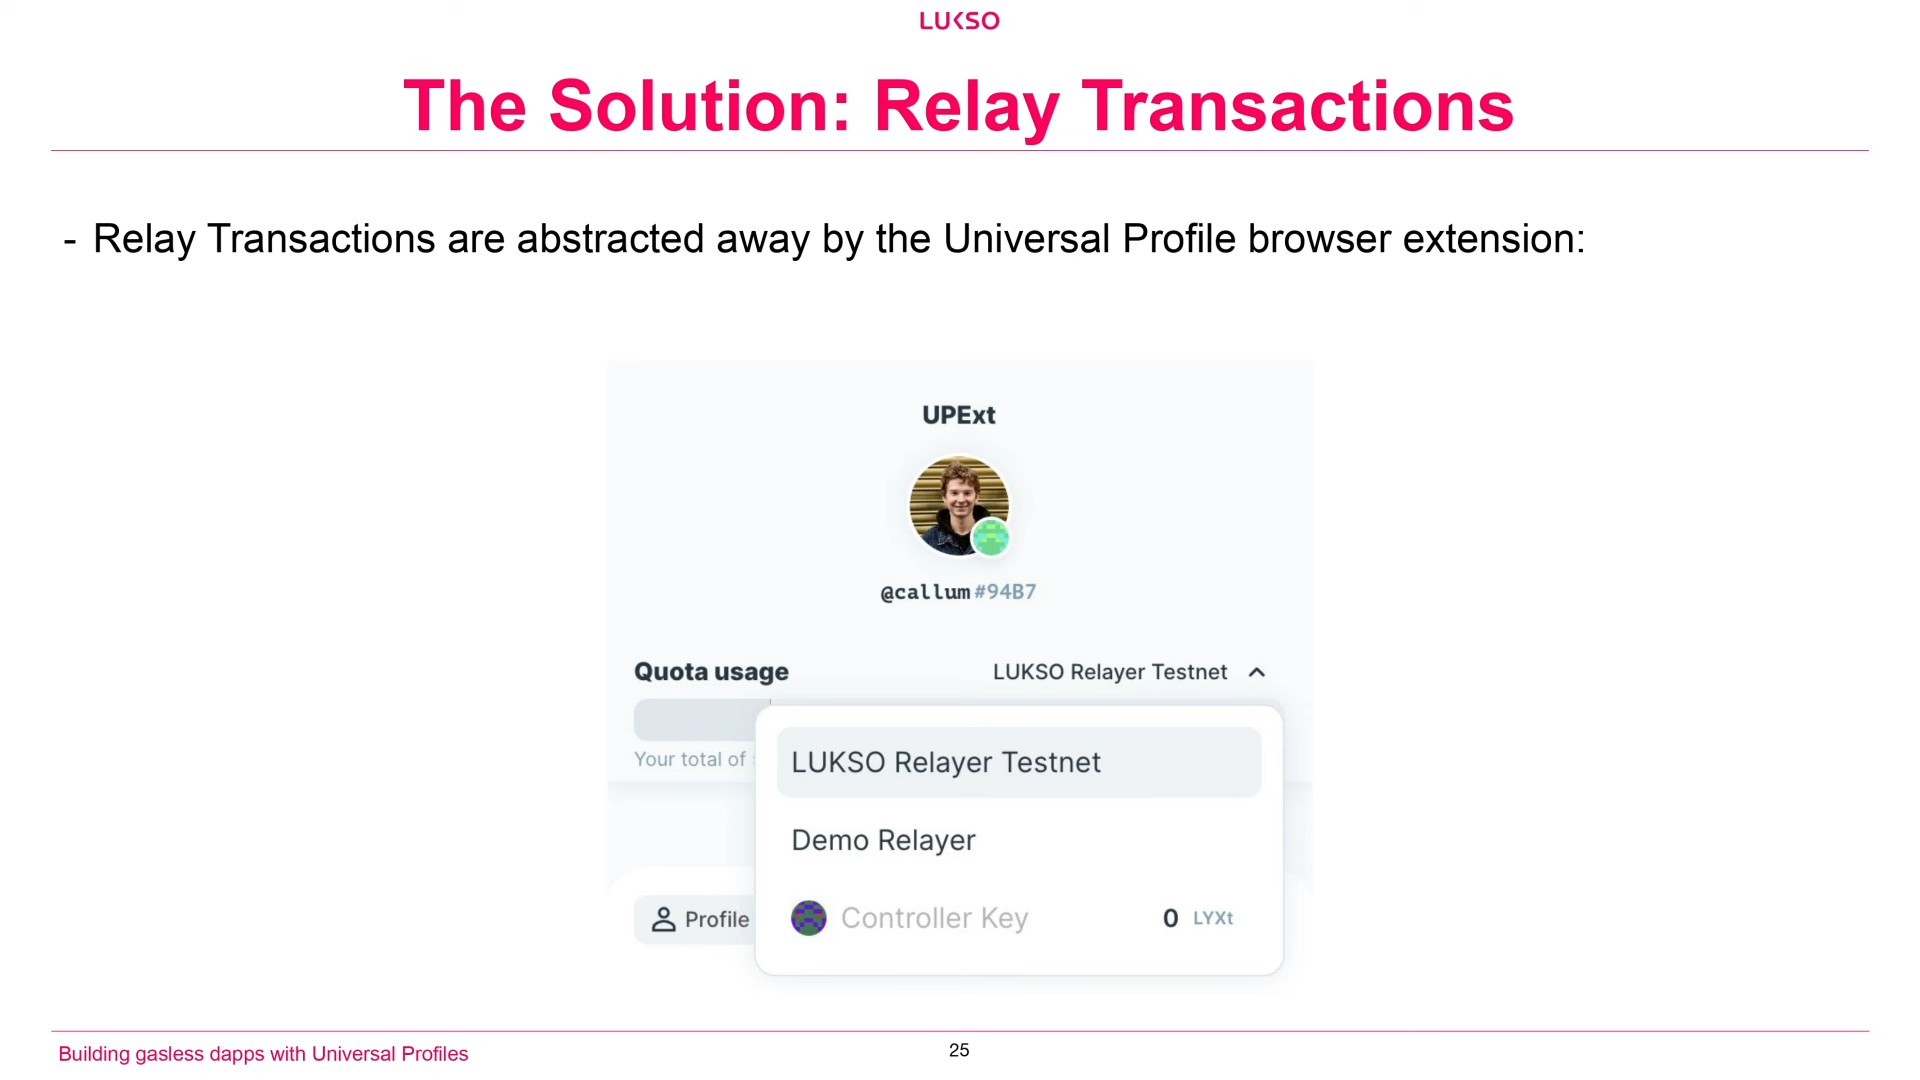 LUKSO
The Solution: Relay Transactions
- Relay Transactions are abstracted away by the Universal Profile browser extension:
UPExt
@callum#94B7
Quota usage
LUKSO Relayer Testnet
Your total of
LUKSO Relayer Testnet
Demo Relayer
Controller Key 0 LYXt
Profile
Building gasless dapps with Universal Profiles
25